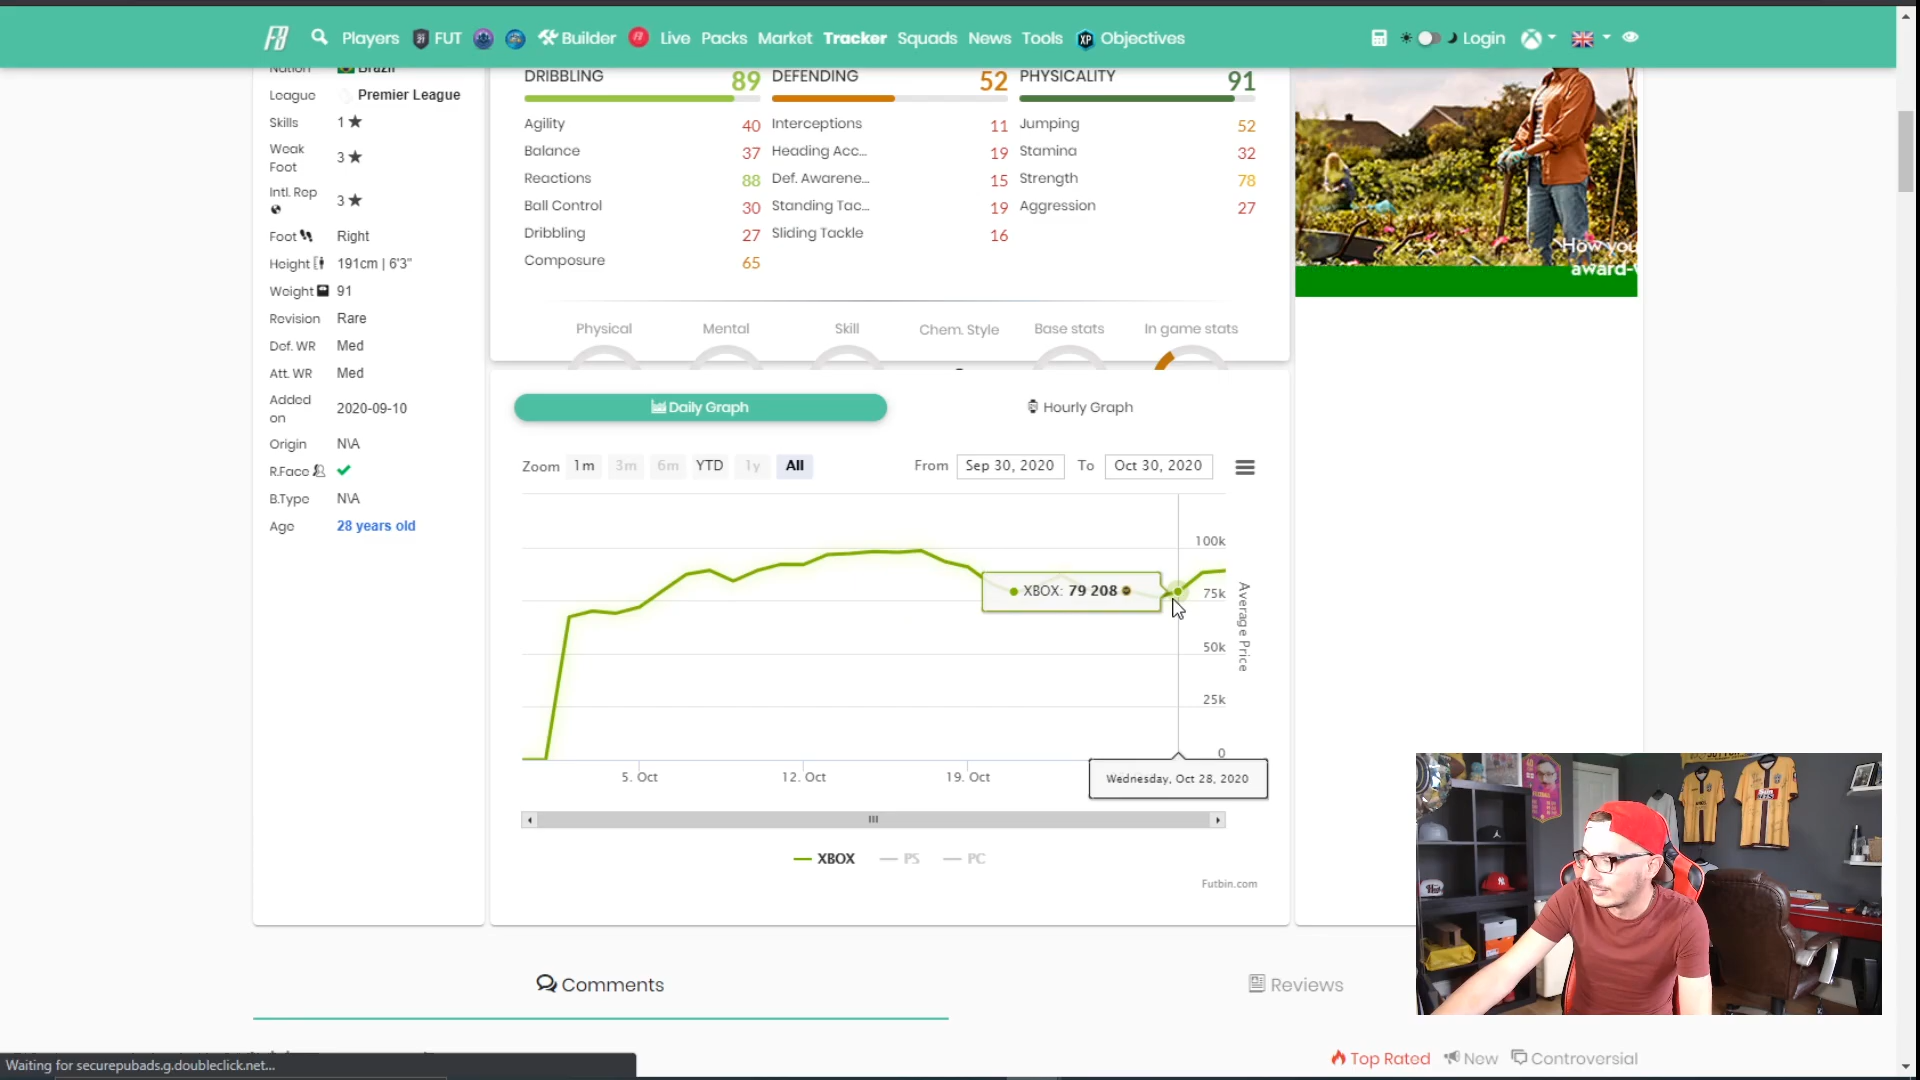 Players FUT Builder Live Packs Market Tracker Squads News Tools XP Objectives Login
Nation Brazil
League Premier League
Skills 1 ★
Weak Foot 3 ★
Intl. Rep 3 ★
Foot Right
Height 191cm | 6'3"
Weight 91
Revision Rare
Def. WR Med
Att. WR Med
Added on 2020-09-10
Origin N\A
R.Face
B.Type N\A
Age 28 years old
DRIBBLING 89
Agility 40
Balance 37
Reactions 88
Ball Control 30
Dribbling 27
Composure 65
DEFENDING 52
Interceptions 11
Heading Acc... 19
Def. Awarene... 15
Standing Tac... 19
Sliding Tackle 16
PHYSICALITY 91
Jumping 52
Stamina 32
Strength 78
Aggression 27
Physical Mental Skill Chem. Style Base stats In game stats
How you
award-
Daily Graph Hourly Graph
Zoom 1m 3m 6m YTD 1y All From Sep 30, 2020 To Oct 30, 2020
100k
75k
50k
25k
0
Average Price
XBOX: 79 208
5. Oct 12. Oct 19. Oct
Wednesday, Oct 28, 2020
XBOX PS PC
Futbin.com
Comments Reviews
Top Rated New Controversial
Waiting for securepubads.g.doubleclick.net...